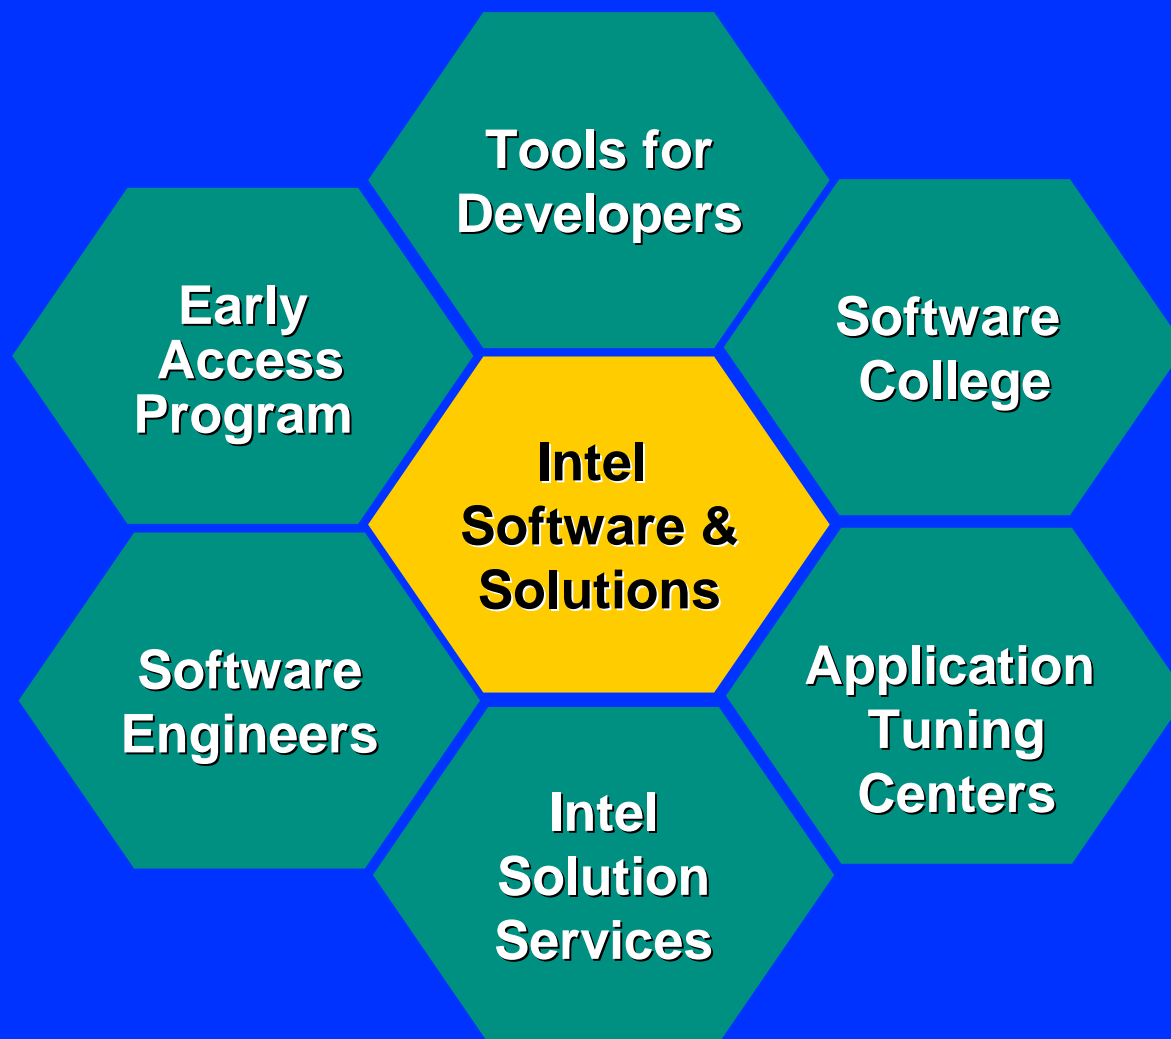 Tools for
Developers
Early
Access
Program
Software
College
Intel
Software &
Solutions
Software
Engineers
Application
Tuning
Centers
Intel
Solution
Services